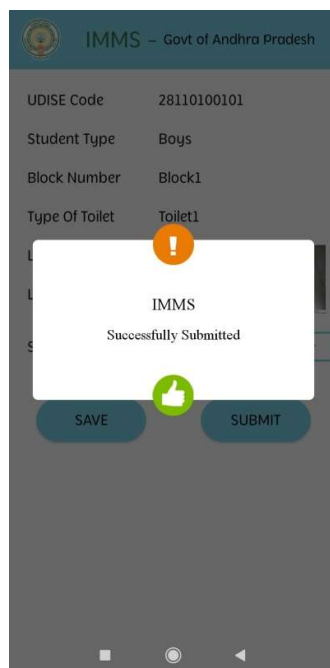 IMMS – Govt of Andhra Pradesh
UDISE Code 28110100101
Student Type Boys
Block Number Block1
Type Of Toilet Toilet1
L
IMMS
L
Successfully Submitted
S
SAVE SUBMIT